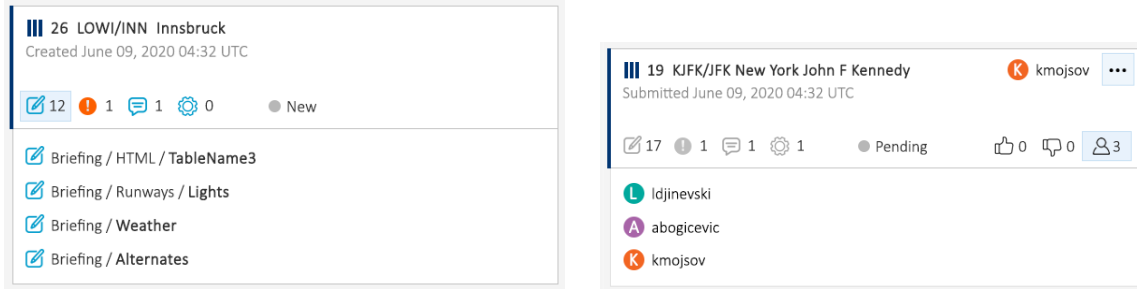 26 LOWI/INN Innsbruck
Created June 09, 2020 04:32 UTC
12 1 1 0 New
Briefing / HTML / TableName3
Briefing / Runways / Lights
Briefing / Weather
Briefing / Alternates
19 KJFK/JFK New York John F Kennedy K kmojsov
Submitted June 09, 2020 04:32 UTC
17 1 1 1 Pending 0 0 3
L ldjinevski
A abogicevic
K kmojsov